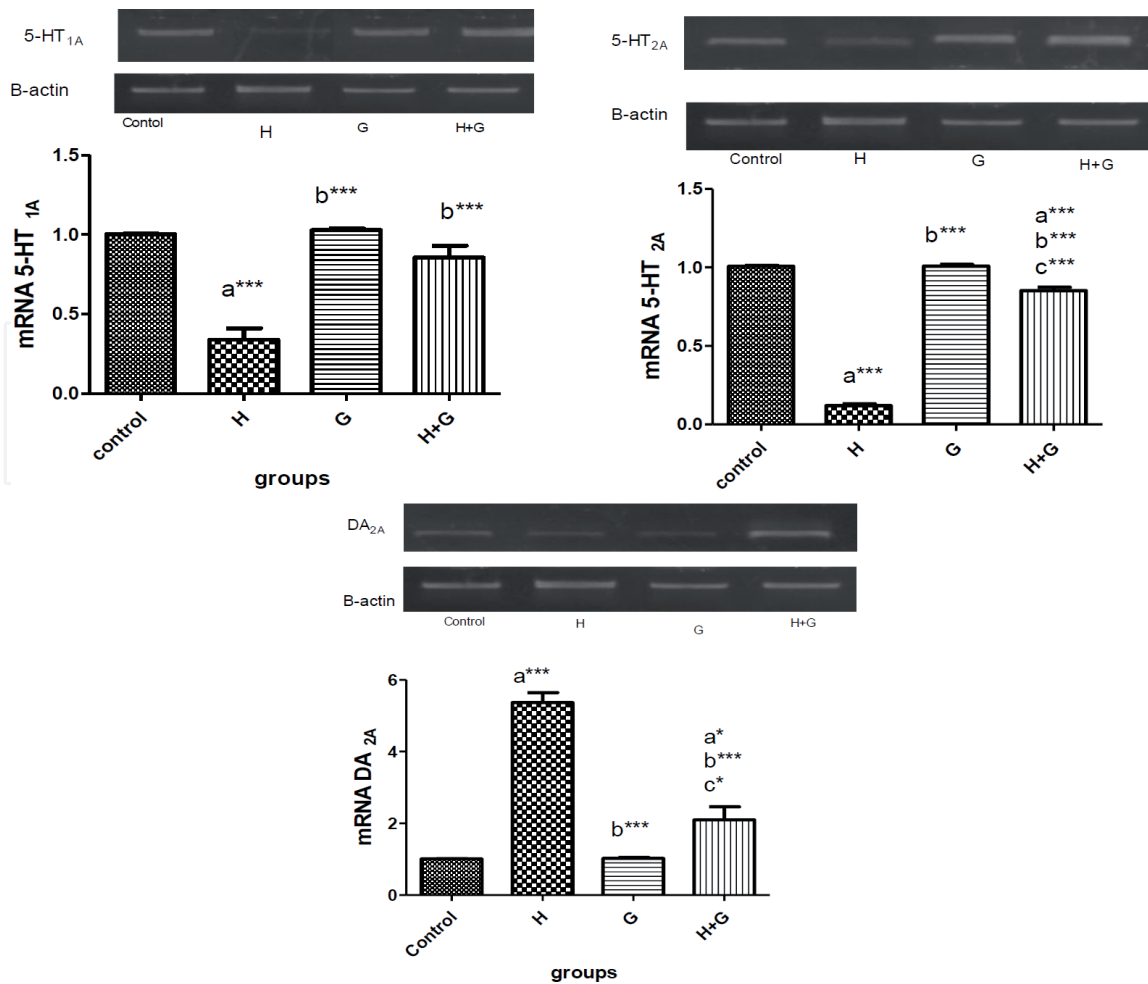 5-HT1A
B-actin
Contol H G H+G
mRNA 5-HT 1A
1.5
1.0
0.5
0.0
a***
b***
b***
control H G H+G
groups
5-HT2A
B-actin
Control H G H+G
mRNA 5-HT 2A
1.5
1.0
0.5
0.0
a***
b***
a***
b***
c***
control H G H+G
DA2A
B-actin
Control H G H+G
mRNA DA 2A
6
4
2
0
a***
b***
a*
b***
c*
Control H G H+G
groups